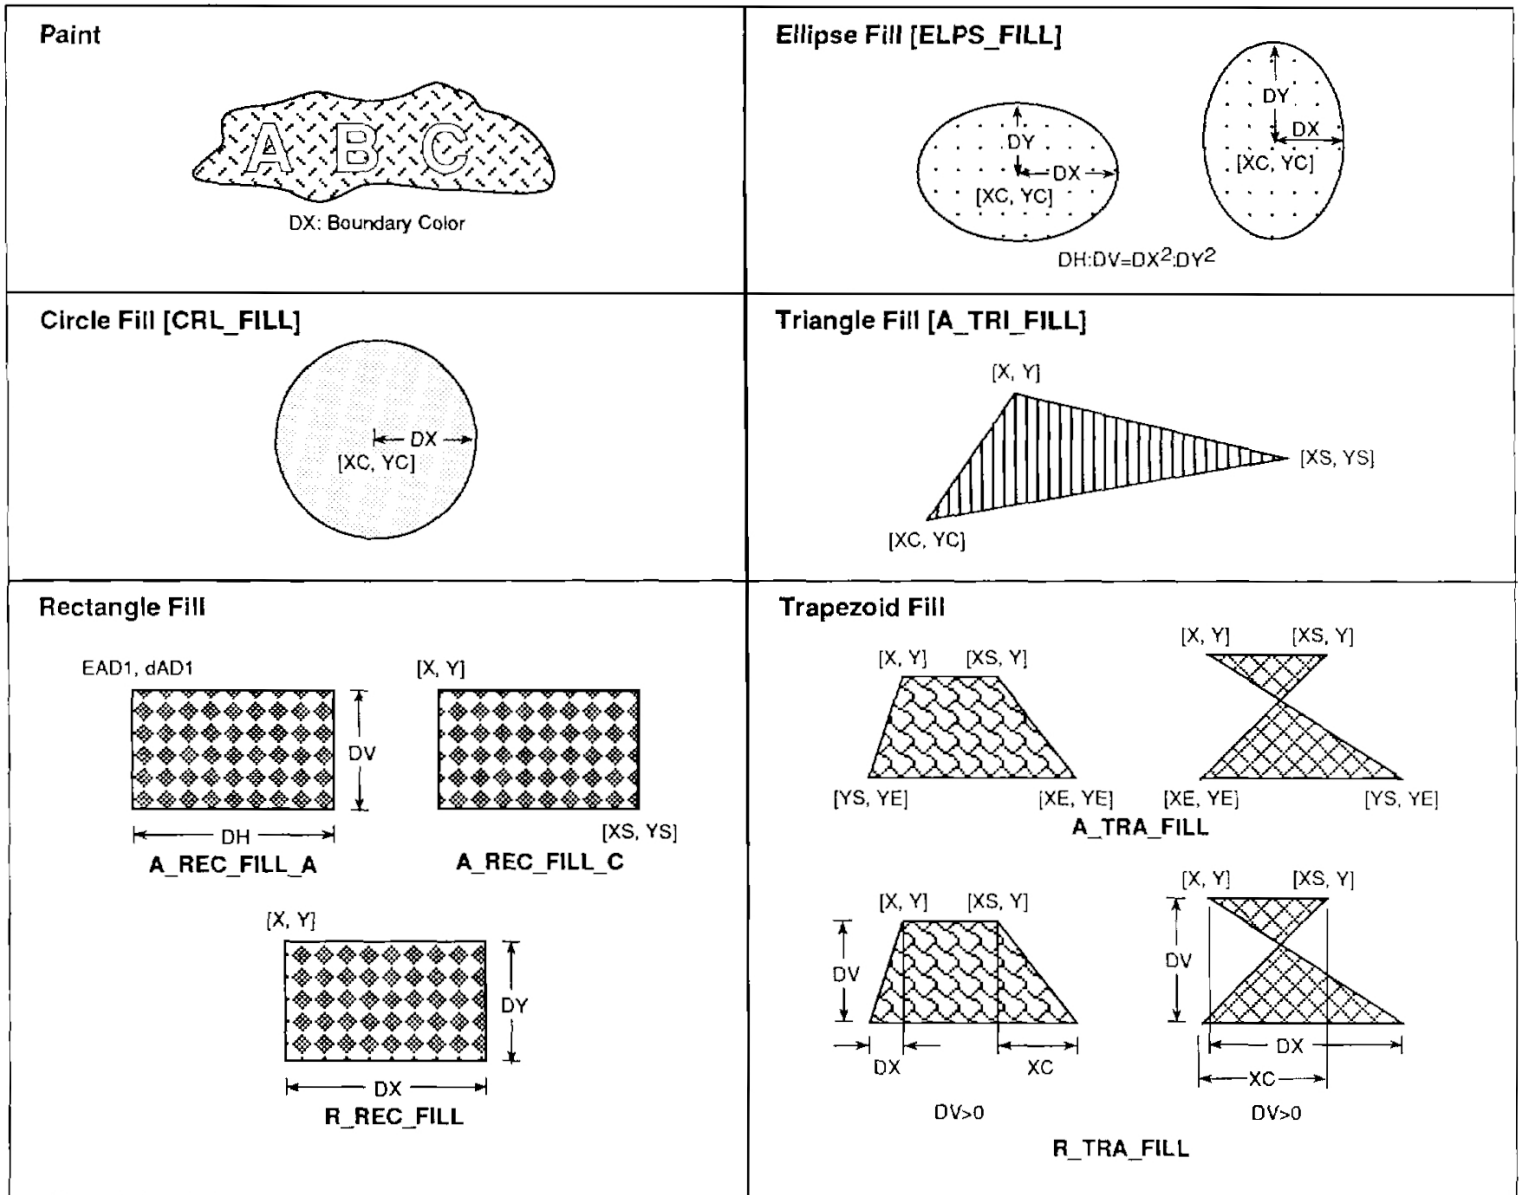 Paint
A B C
DX: Boundary Color
Ellipse Fill [ELPS_FILL]
DY
DX
[XC, YC]
DY
DX
[XC, YC]
DH:DV=DX²:DY²
Circle Fill [CRL_FILL]
DX
[XC, YC]
Triangle Fill [A_TRI_FILL]
[X, Y]
[XS, YS]
[XC, YC]
Rectangle Fill
EAD1, dAD1
DV
DH
A_REC_FILL_A
[X, Y]
[XS, YS]
A_REC_FILL_C
[X, Y]
DY
DX
R_REC_FILL
Trapezoid Fill
[X, Y] [XS, Y]
[YS, YE] [XE, YE]
[X, Y] [XS, Y]
[XE, YE] [YS, YE]
A_TRA_FILL
[X, Y] [XS, Y]
DV
DX XC
DV>0
[X, Y] [XS, Y]
DV
DX
XC
DV>0
R_TRA_FILL